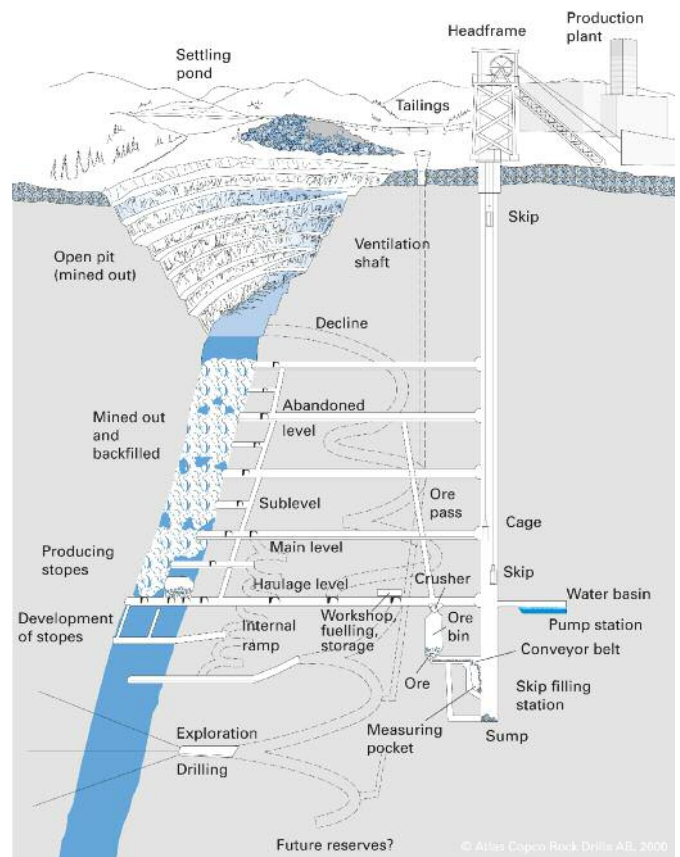 Production
plant
Headframe
Settling
pond
Tailings
Skip
Ventilation
shaft
Open pit
(mined out)
Decline
Abandoned
level
Mined out
and
backfilled
Sublevel
Ore
pass
Cage
Main level
Producing
stopes
Skip
Haulage level
Crusher
Water basin
Development
of stopes
Internal
ramp
Workshop,
fuelling,
storage
Ore
bin
Pump station
Conveyor belt
Ore
Skip filling
station
Measuring
pocket
Sump
Exploration
Drilling
Future reserves?
© Atlas Copco Rock Drills AB, 2000